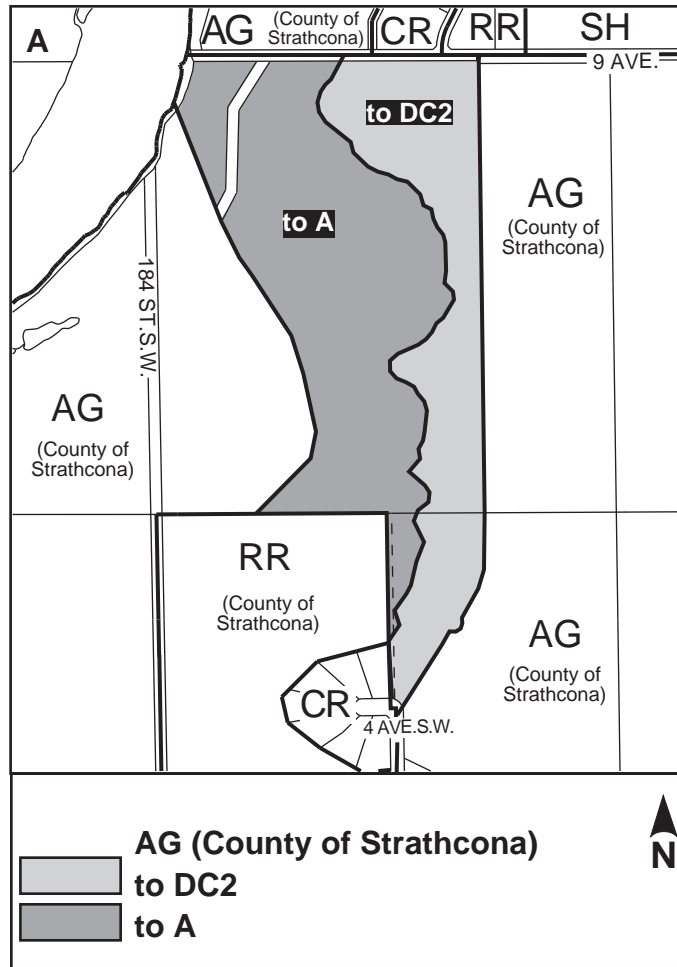 A
AG
(County of
Strathcona)
CR
RR
SH
9 AVE.
to DC2
to A
AG
(County of
Strathcona)
184 ST.S.W.
AG
(County of
Strathcona)
RR
(County of
Strathcona)
AG
(County of
Strathcona)
CR
4 AVE.S.W.
AG (County of Strathcona)
to DC2
to A
N